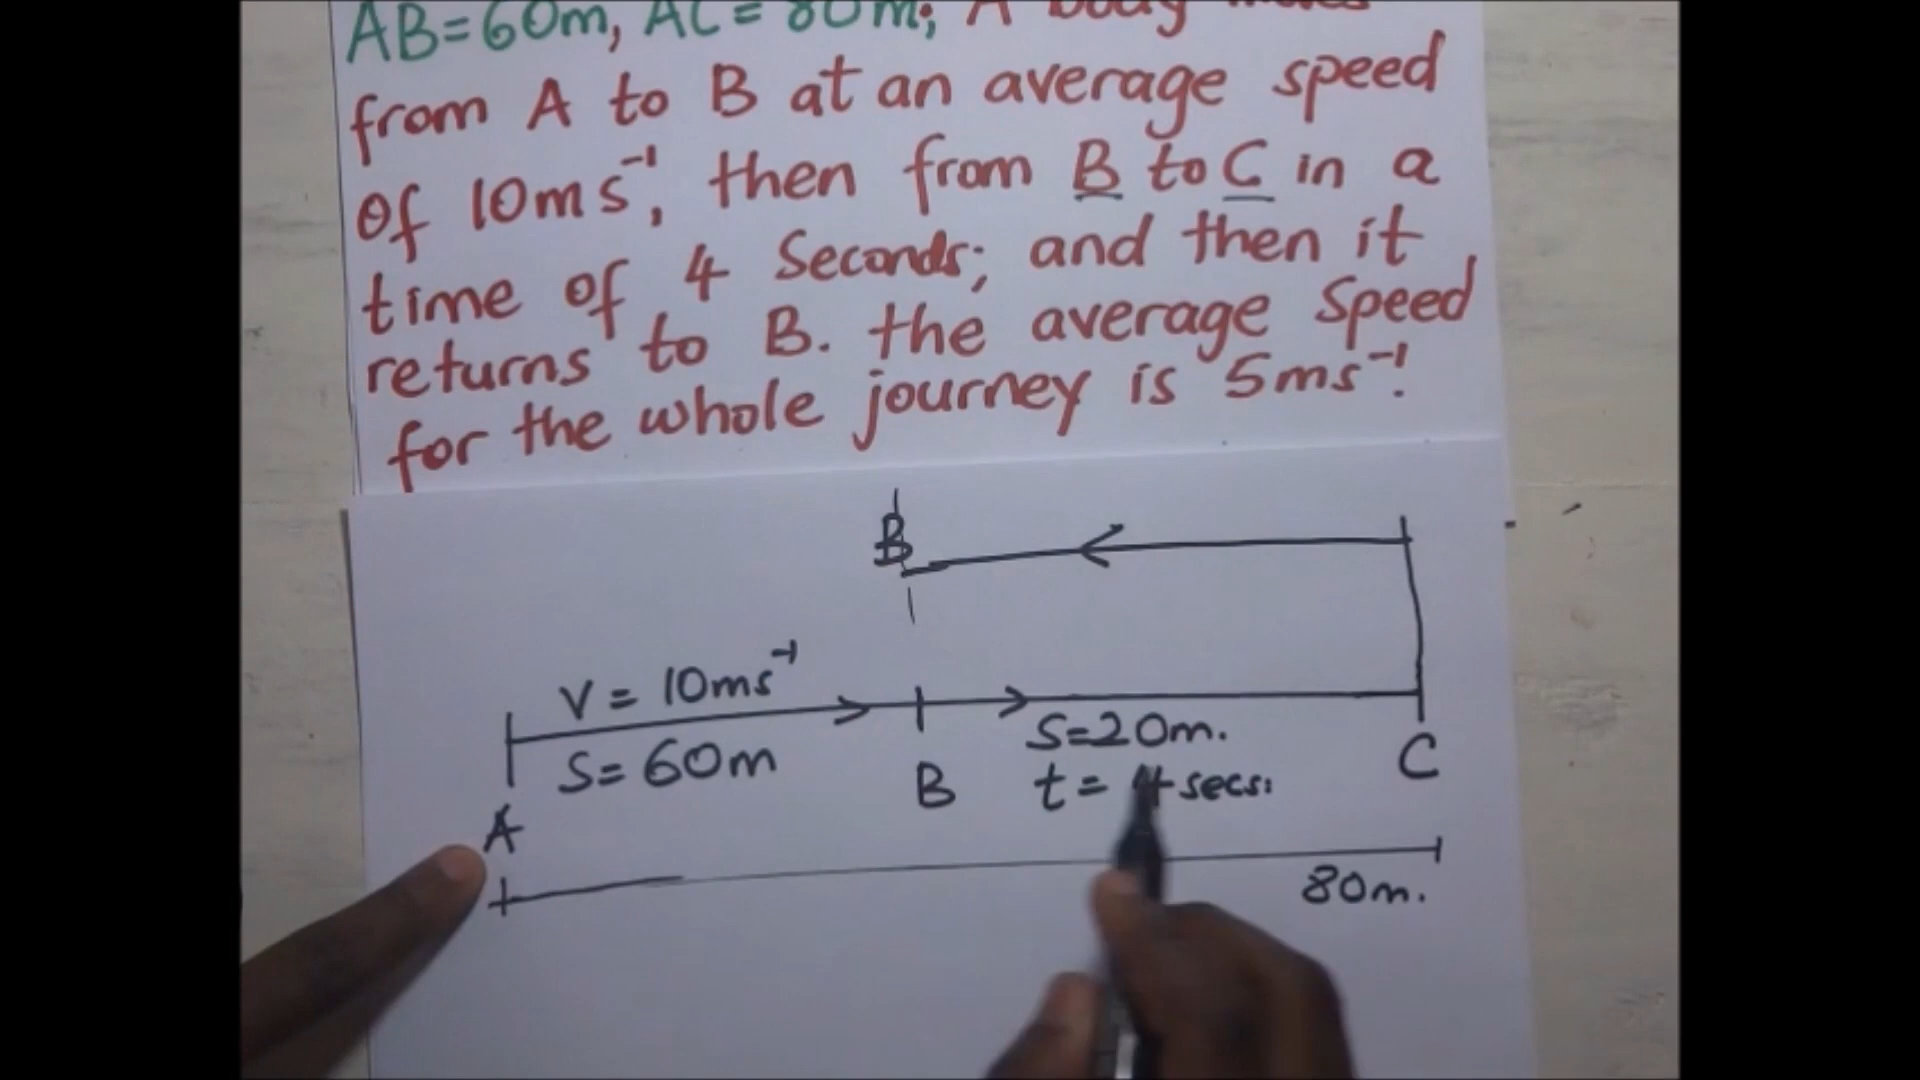 AB=60m, AC=80m; A body
from A to B at an average speed
of 10ms⁻¹, then from B to C in a
time of 4 Seconds; and then it
returns to B. the average Speed
for the whole journey is 5ms⁻¹.
B
V = 10ms⁻¹
S= 60m
S=20m.
B
t= 4secs.
C
A
80m.